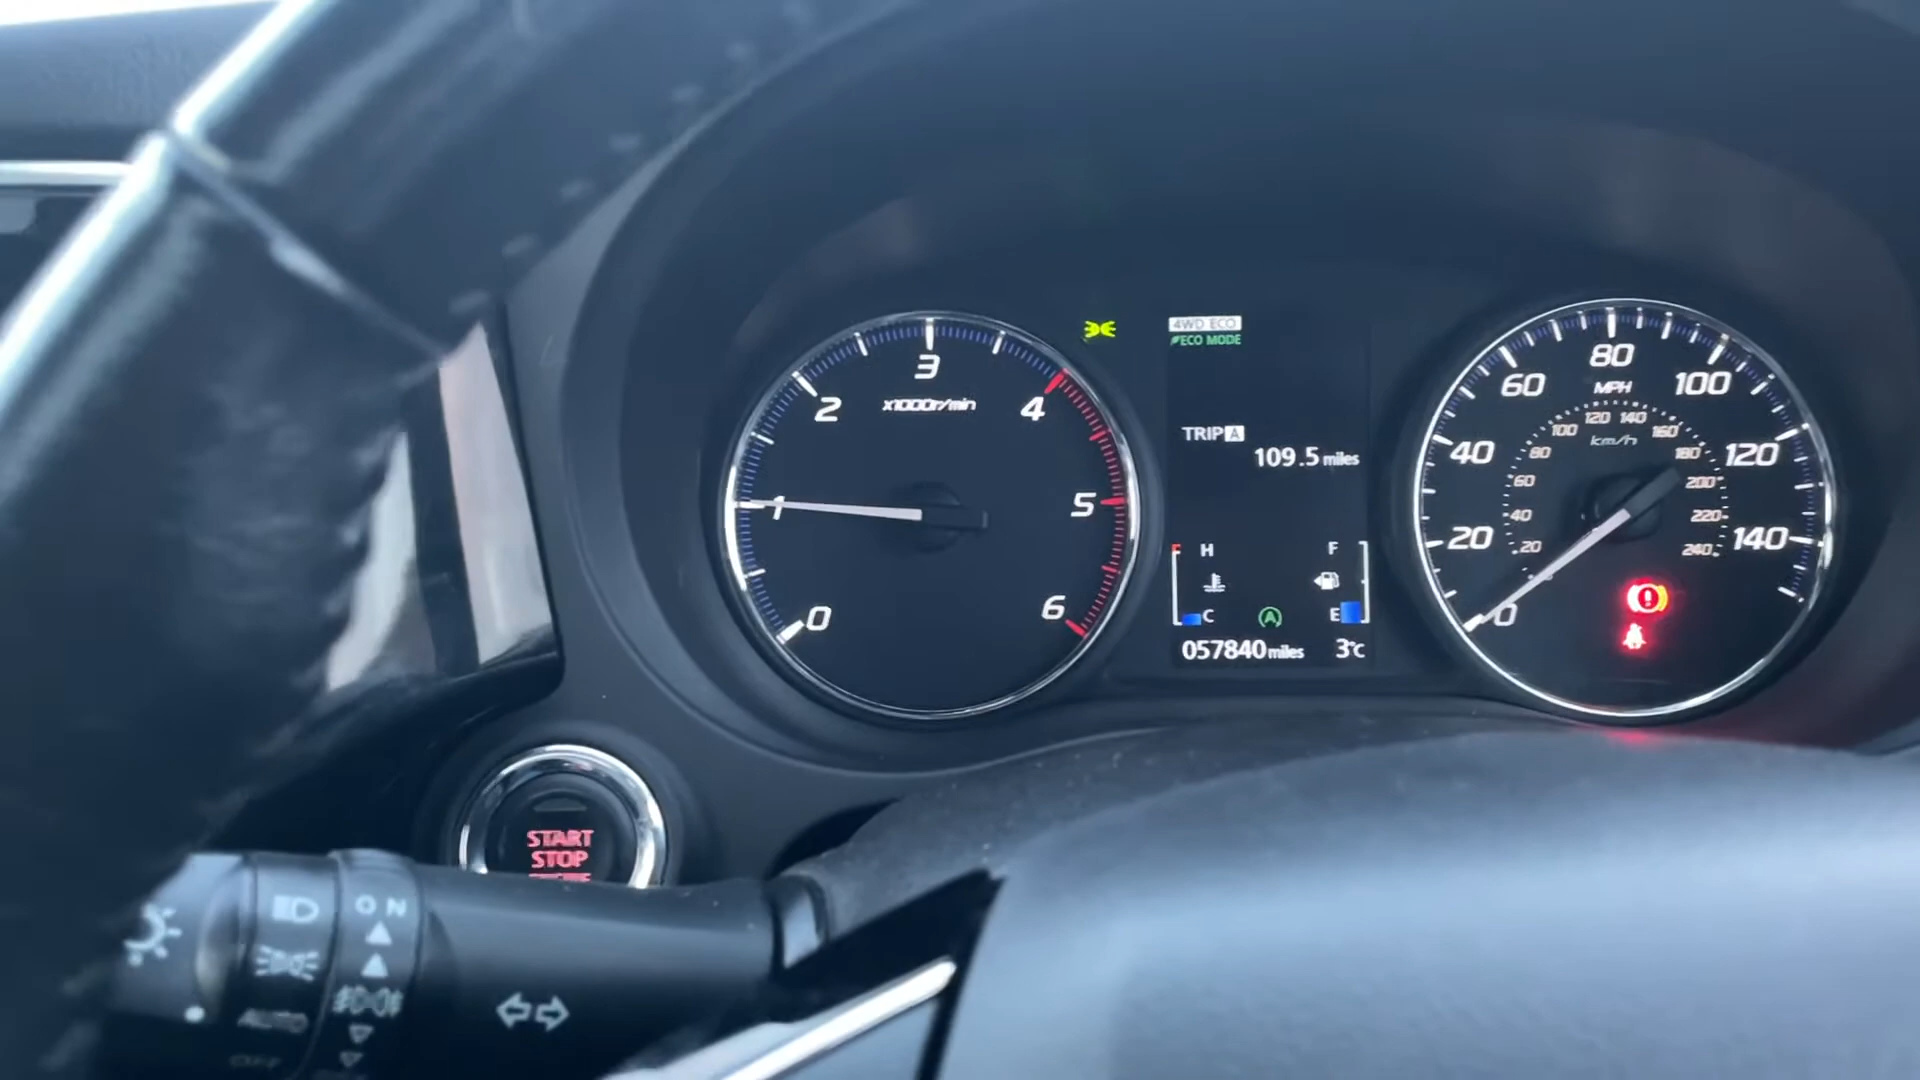 4WD ECO
ECO MODE
TRIP A
109.5 miles
H
C
F
E
A
057840 miles
3°C
0
1
2
3
4
5
6
x1000r/min
0
20
40
60
80
100
120
140
MPH
km/h
20
40
60
80
100
120
140
160
180
200
220
240
START
STOP
ON
AUTO